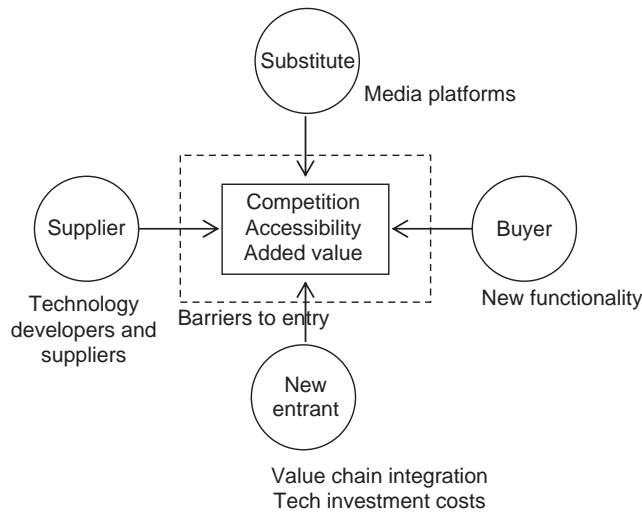 Substitute
Media platforms
Competition
Accessibility
Added value
Supplier
Buyer
Technology
developers and
suppliers
New functionality
Barriers to entry
New
entrant
Value chain integration
Tech investment costs